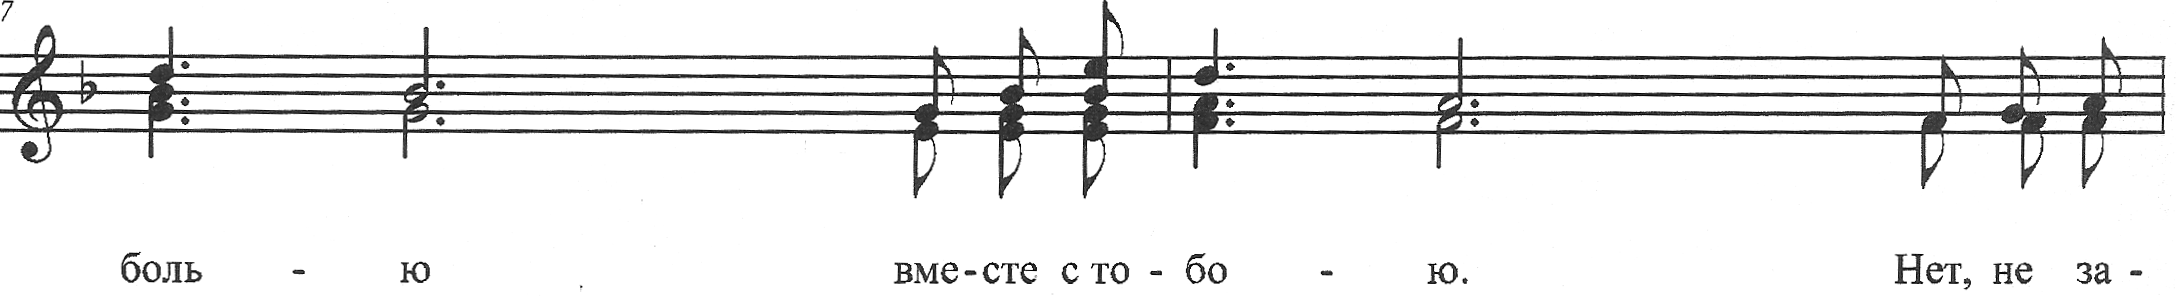 7
боль - ю вме-сте с то - бо - ю. Нет, не за -